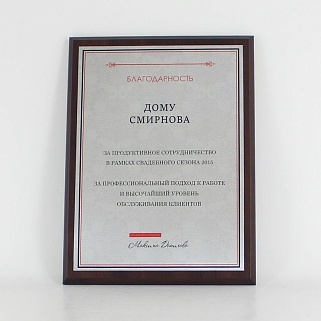 БЛАГОДАРНОСТЬ
ДОМУ
СМИРНОВА
ЗА ПРОДУКТИВНОЕ СОТРУДНИЧЕСТВО
В РАМКАХ СВАДЕБНОГО СЕЗОНА 2015
ЗА ПРОФЕССИОНАЛЬНЫЙ ПОДХОД К РАБОТЕ
И ВЫСОЧАЙШИЙ УРОВЕНЬ
ОБСЛУЖИВАНИЯ КЛИЕНТОВ